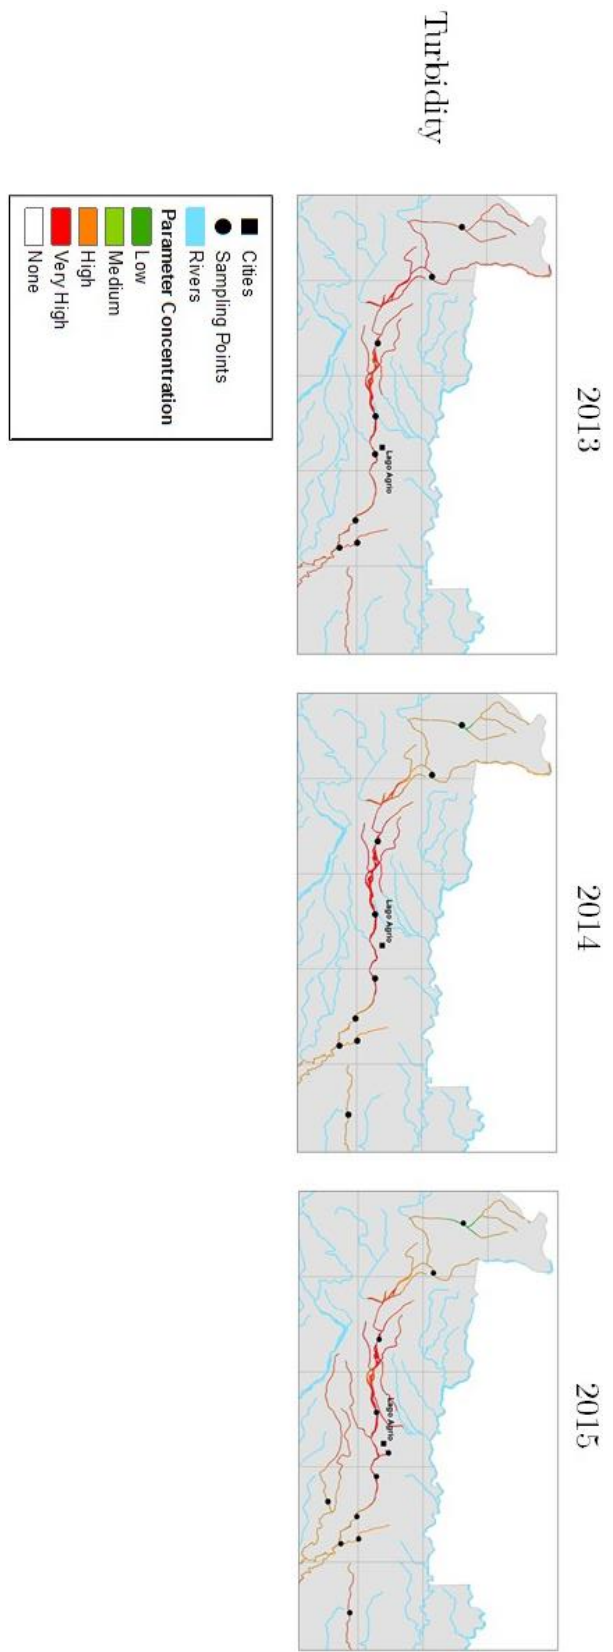 Turbidity
2013
2014
2015
Lago Agrio
Lago Agrio
Lago Agrio
Cities
Sampling Points
Rivers
Parameter Concentration
Low
Medium
High
Very High
None